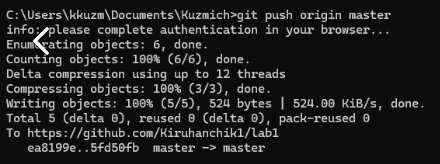 C:\Users\kkuzm\Documents\Kuzmich>git push origin master
info: please complete authentication in your browser...
Enumerating objects: 6, done.
Counting objects: 100% (6/6), done.
Delta compression using up to 12 threads
Compressing objects: 100% (3/3), done.
Writing objects: 100% (5/5), 524 bytes | 524.00 KiB/s, done.
Total 5 (delta 0), reused 0 (delta 0), pack-reused 0
To https://github.com/Kiruhanchik1/lab1
   ea8199e..5fd50fb  master -> master